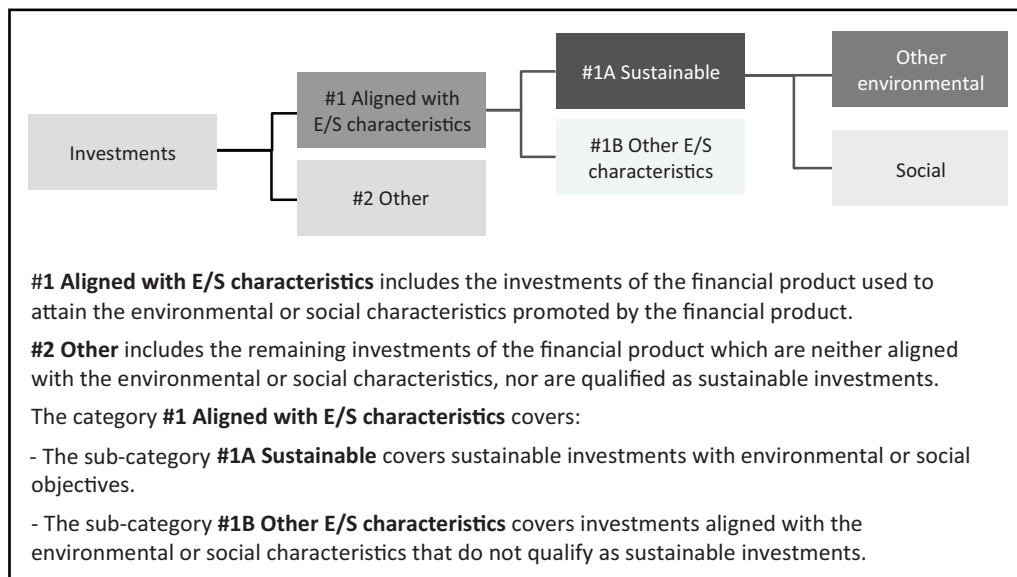 Investments
#1 Aligned with
E/S characteristics
#2 Other
#1A Sustainable
#1B Other E/S
characteristics
Other
environmental
Social
#1 Aligned with E/S characteristics includes the investments of the financial product used to
attain the environmental or social characteristics promoted by the financial product.
#2 Other includes the remaining investments of the financial product which are neither aligned
with the environmental or social characteristics, nor are qualified as sustainable investments.
The category #1 Aligned with E/S characteristics covers:
- The sub-category #1A Sustainable covers sustainable investments with environmental or social
objectives.
- The sub-category #1B Other E/S characteristics covers investments aligned with the
environmental or social characteristics that do not qualify as sustainable investments.